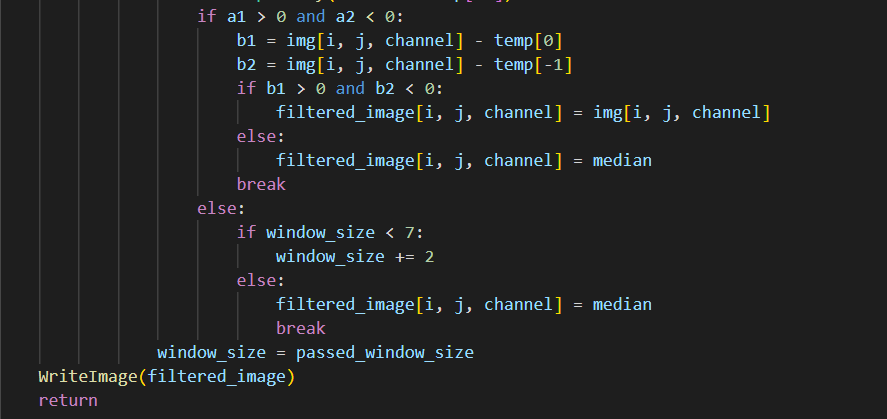 if a1 > 0 and a2 < 0:
b1 = img[i, j, channel] - temp[0]
b2 = img[i, j, channel] - temp[-1]
if b1 > 0 and b2 < 0:
filtered_image[i, j, channel] = img[i, j, channel]
else:
filtered_image[i, j, channel] = median
break
else:
if window_size < 7:
window_size += 2
else:
filtered_image[i, j, channel] = median
break
window_size = passed_window_size
WriteImage(filtered_image)
return